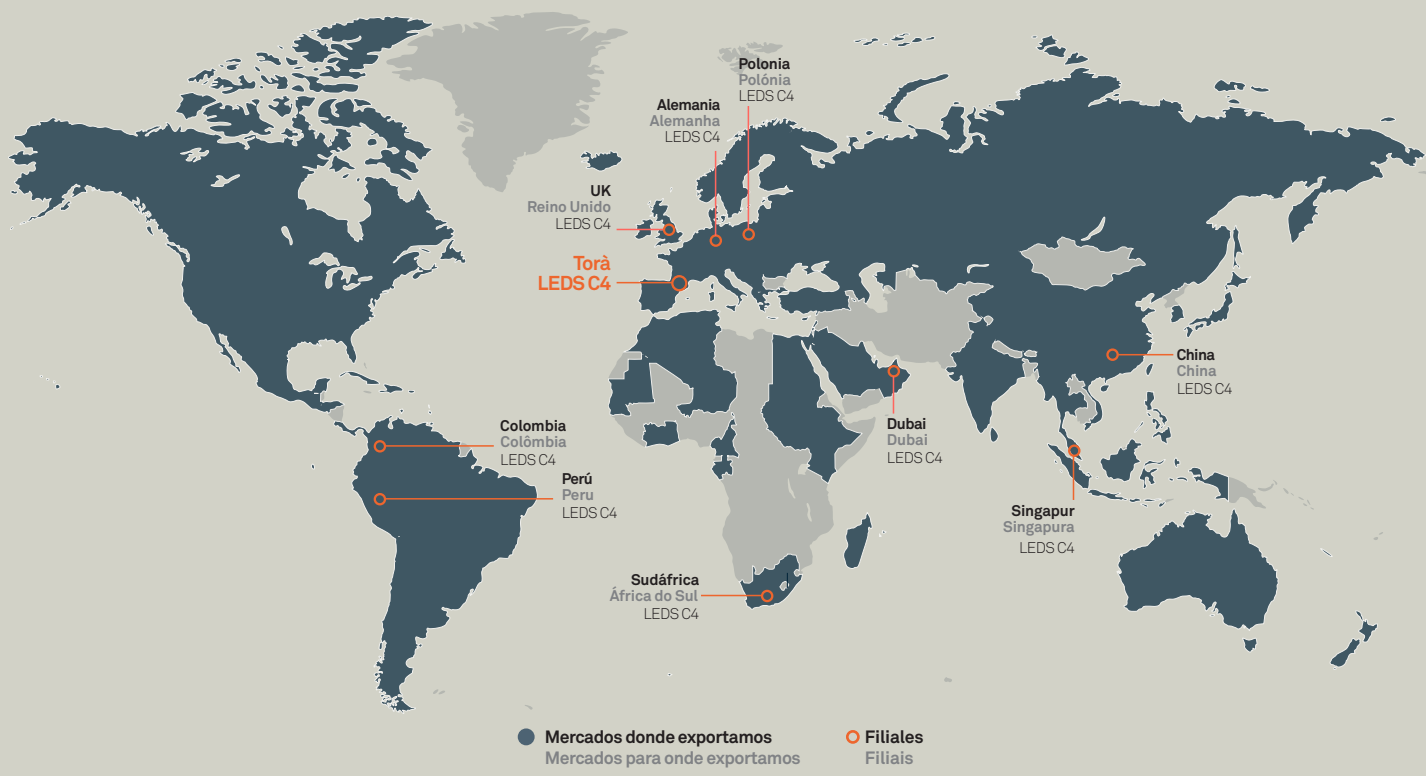 Polonia
Polónia
LEDS C4
Alemania
Alemanha
LEDS C4
UK
Reino Unido
LEDS C4
Torà
LEDS C4
China
China
LEDS C4
Colombia
Colômbia
LEDS C4
Dubai
Dubai
LEDS C4
Perú
Peru
LEDS C4
Singapur
Singapura
LEDS C4
Sudáfrica
África do Sul
LEDS C4
Mercados donde exportamos
Mercados para onde exportamos
Filiales
Filiais